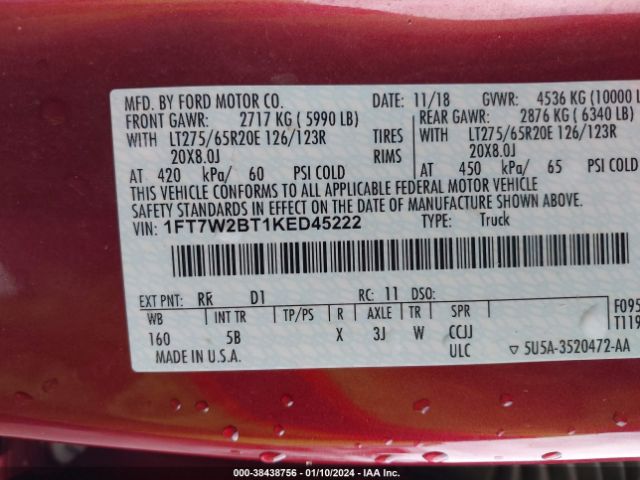 MFD. BY FORD MOTOR CO. DATE: 11/18 GVWR: 4536 KG (10000 L
FRONT GAWR: 2717 KG ( 5990 LB) REAR GAWR: 2876 KG ( 6340 LB)
WITH LT275/65R20E 126/123R TIRES WITH LT275/65R20E 126/123R
20X8.0J RIMS 20X8.0J
AT 420 kPa/ 60 PSI COLD AT 450 kPa/ 65 PSI COLD
THIS VEHICLE CONFORMS TO ALL APPLICABLE FEDERAL MOTOR VEHICLE
SAFETY STANDARDS IN EFFECT ON THE DATE OF MANUFACTURE SHOWN ABOVE.
VIN: 1FT7W2BT1KED45222 TYPE: Truck
EXT PNT: RR D1 RC: 11 DSO: F095
WB INT TR TP/PS R AXLE TR SPR T119
160 5B X 3J W CCJJ
MADE IN U.S.A. ULC ▽ 5U5A-3520472-AA
000-38438756 - 01/10/2024 - IAA Inc.